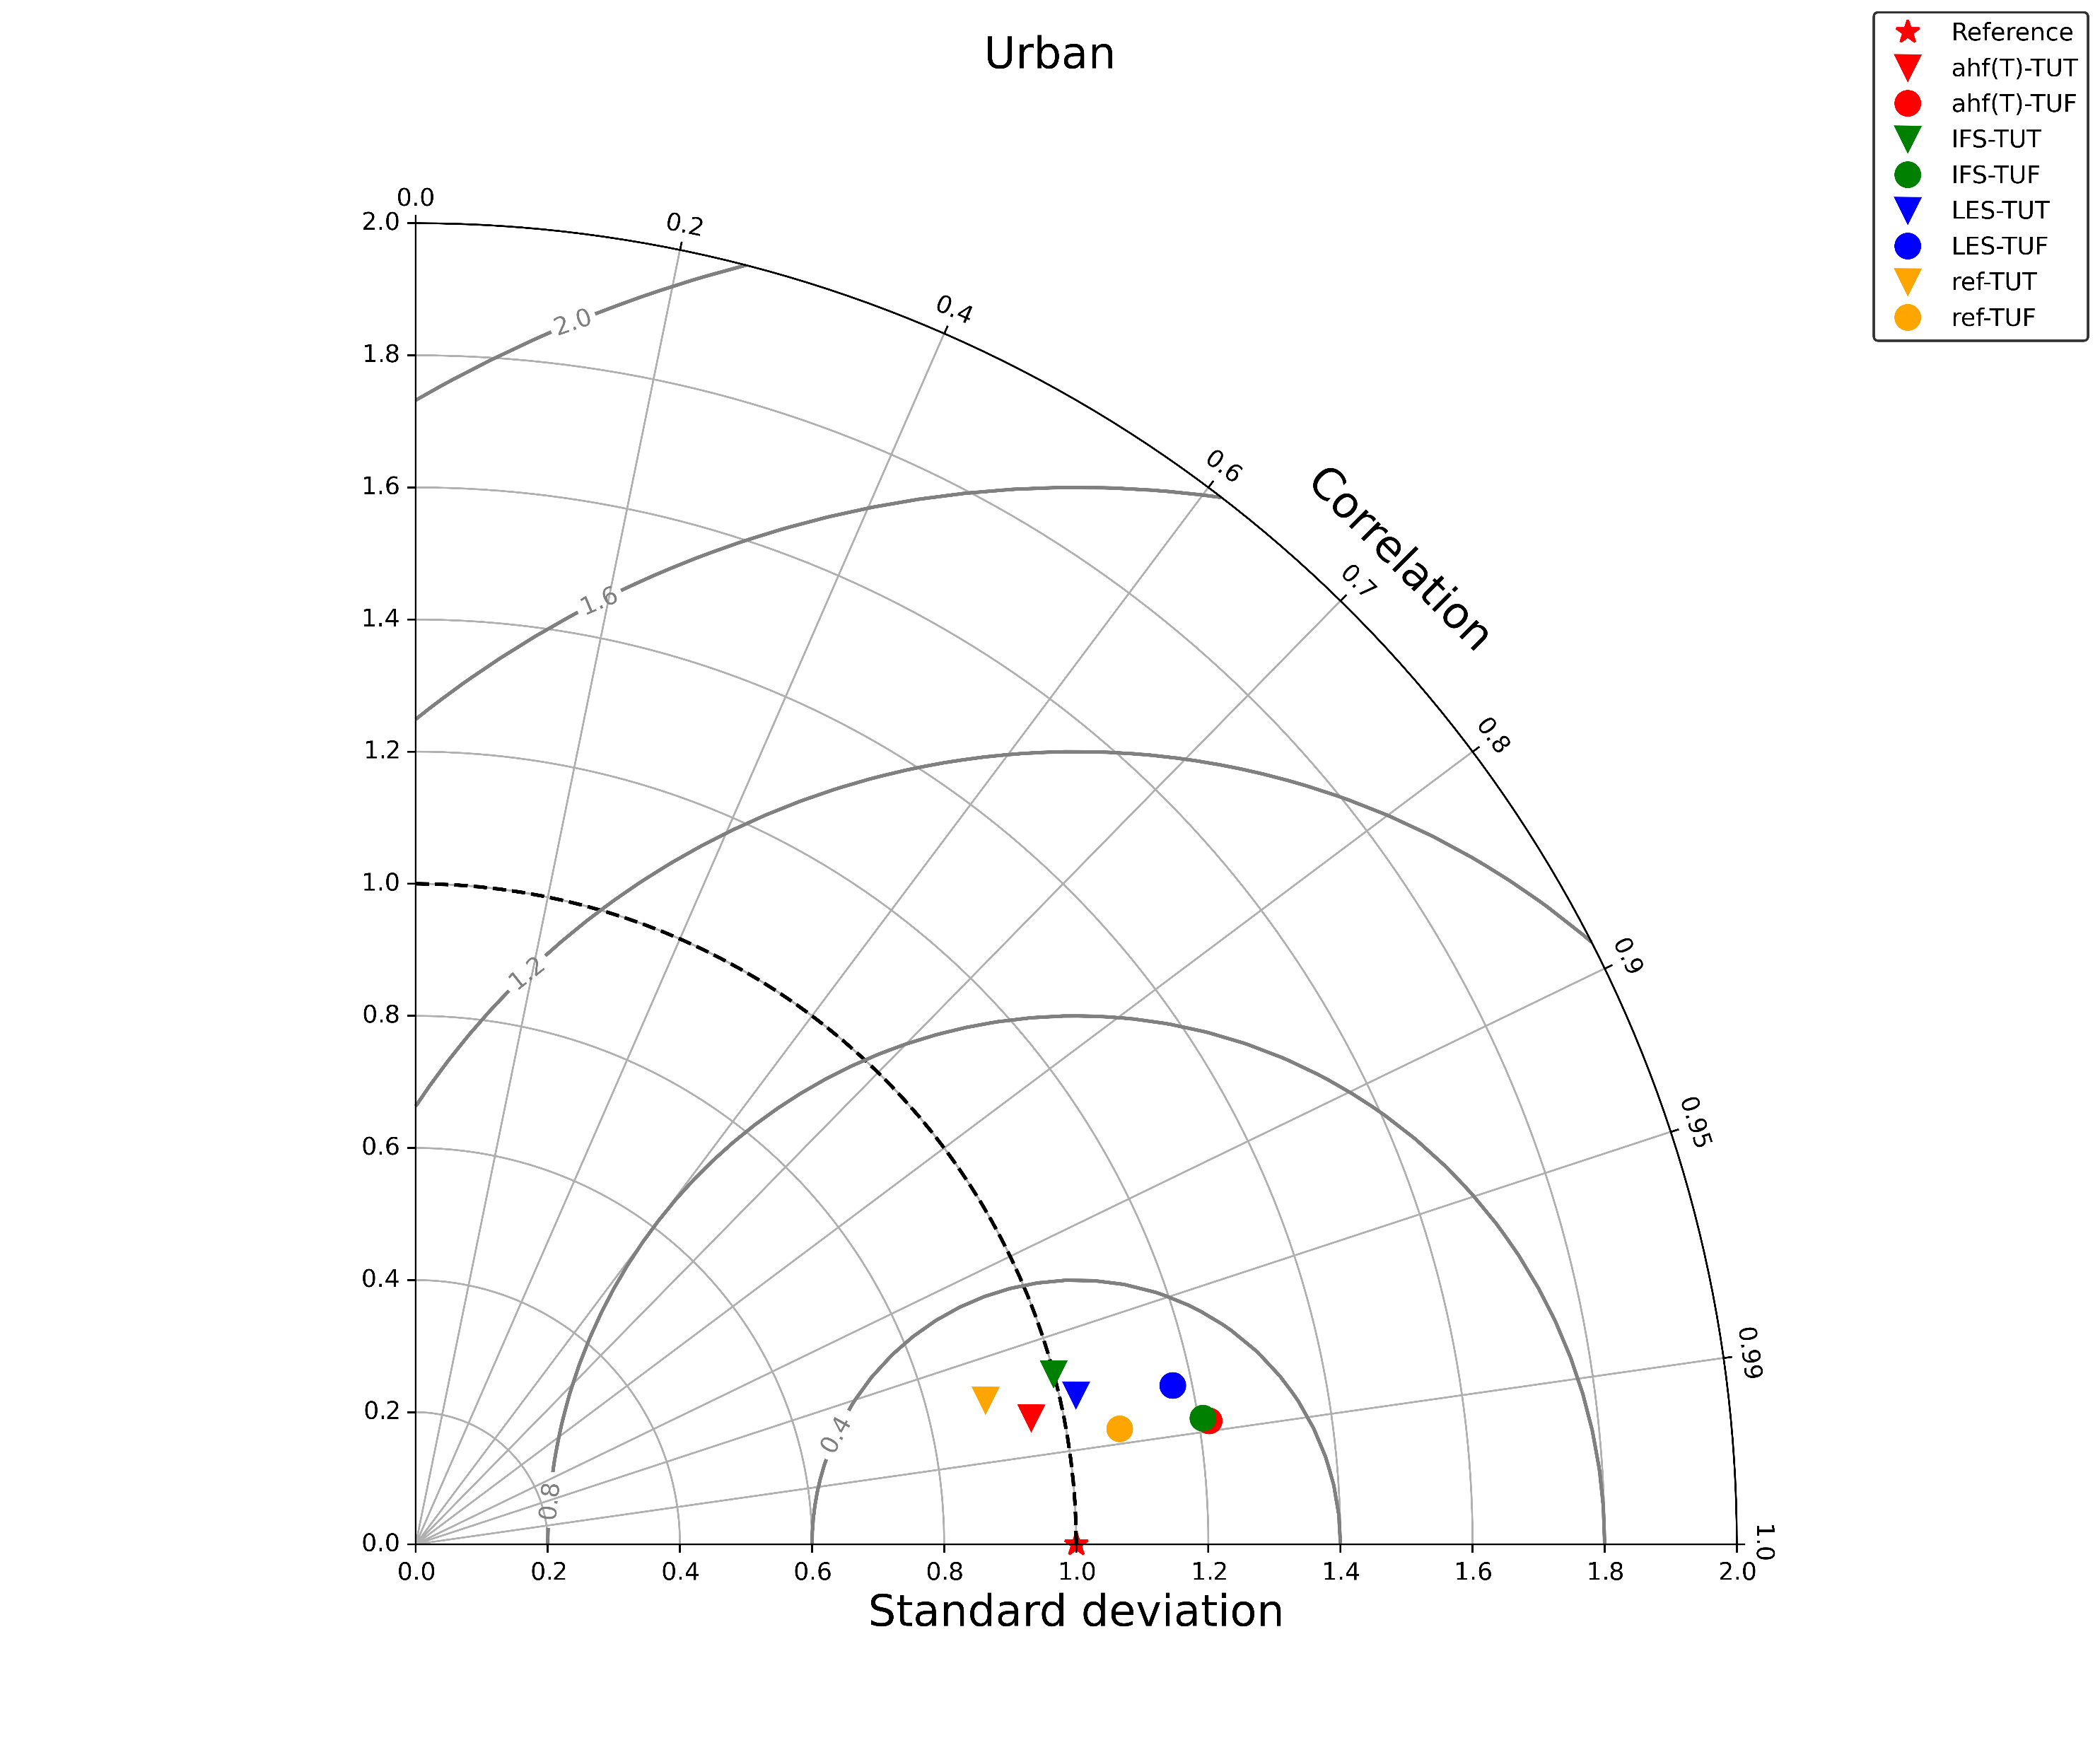 Urban
Reference
ahf(T)-TUT
ahf(T)-TUF
IFS-TUT
IFS-TUF
LES-TUT
LES-TUF
ref-TUT
ref-TUF
0.0
0.2
0.4
0.6
0.7
0.8
0.9
0.95
0.99
1.0
Correlation
2.0
1.8
1.6
1.4
1.2
1.0
0.8
0.6
0.4
0.2
0.0
2.0
1.6
1.2
0.8
0.4
0.0 0.2 0.4 0.6 0.8 1.0 1.2 1.4 1.6 1.8 2.0
Standard deviation